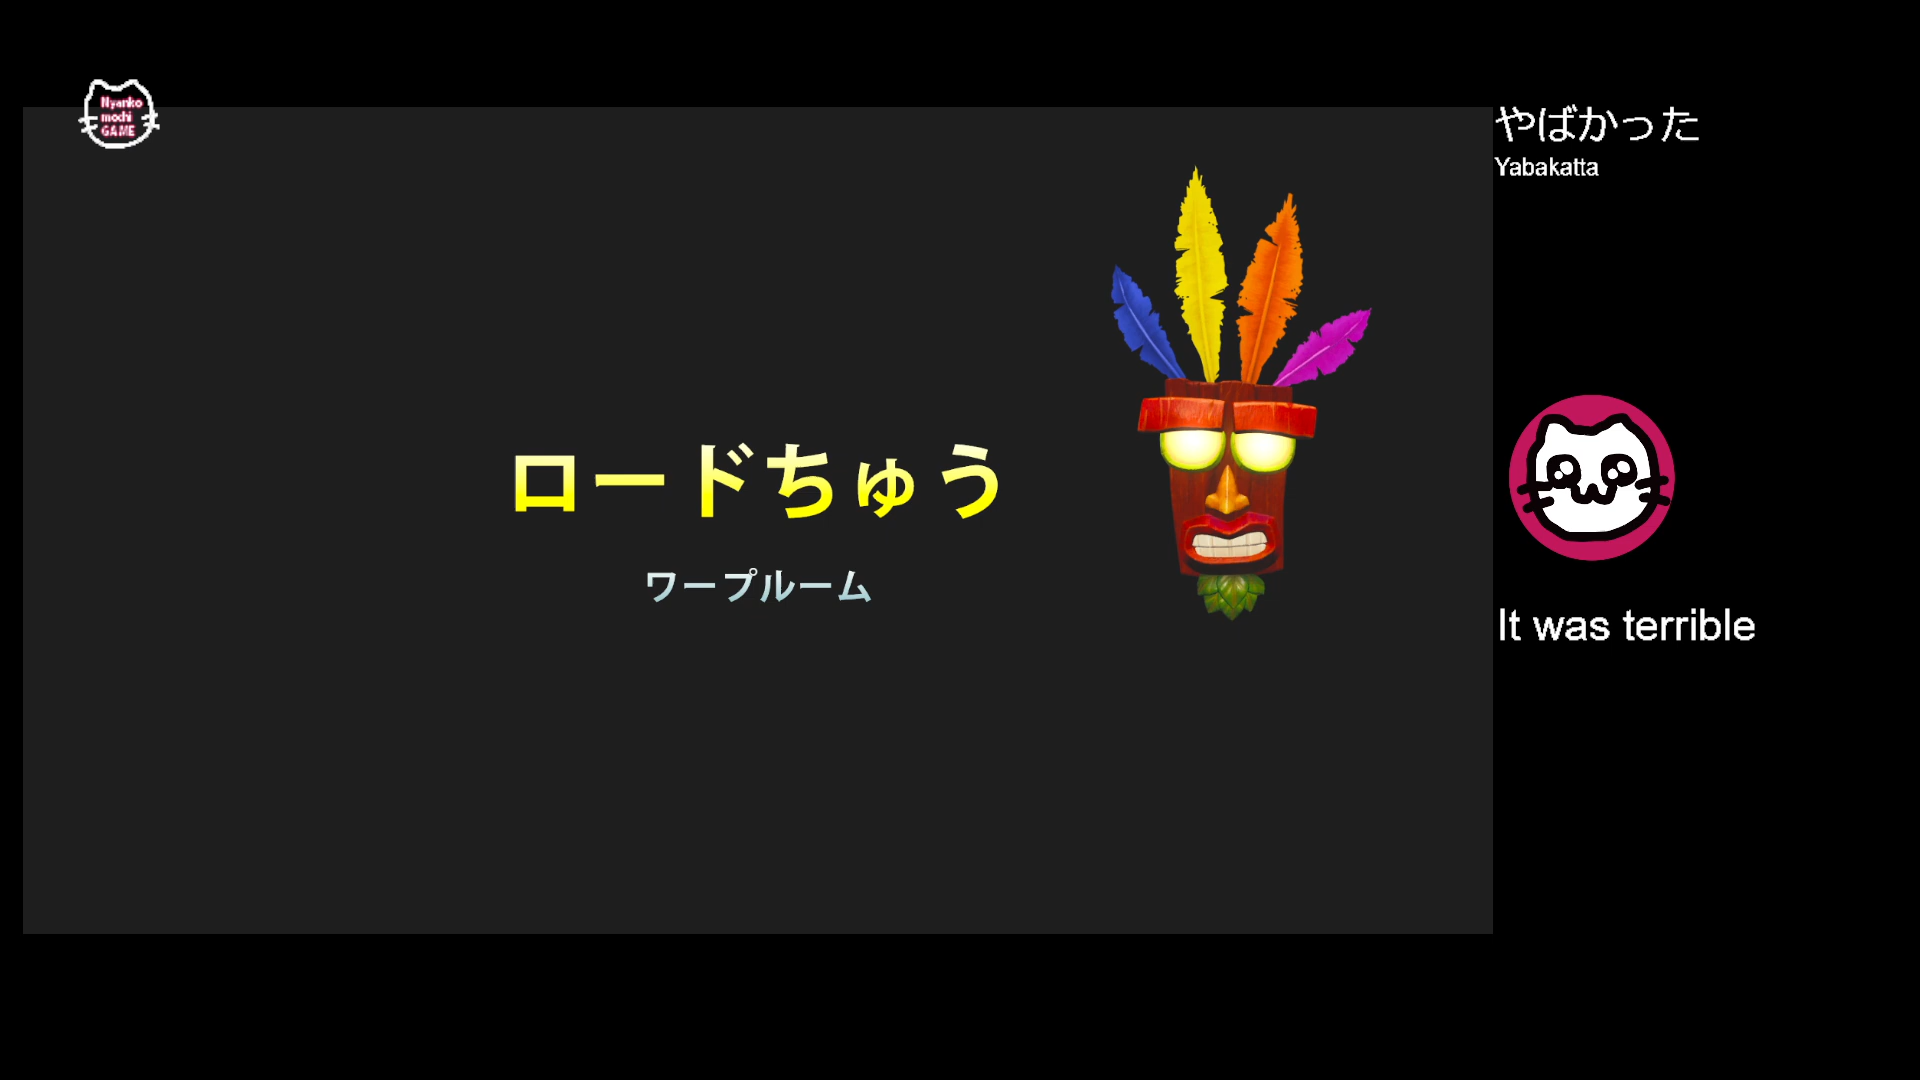 Nyanko
mochi
GAME
やばかった
Yabakatta
ロードちゅう
ワープルーム
It was terrible